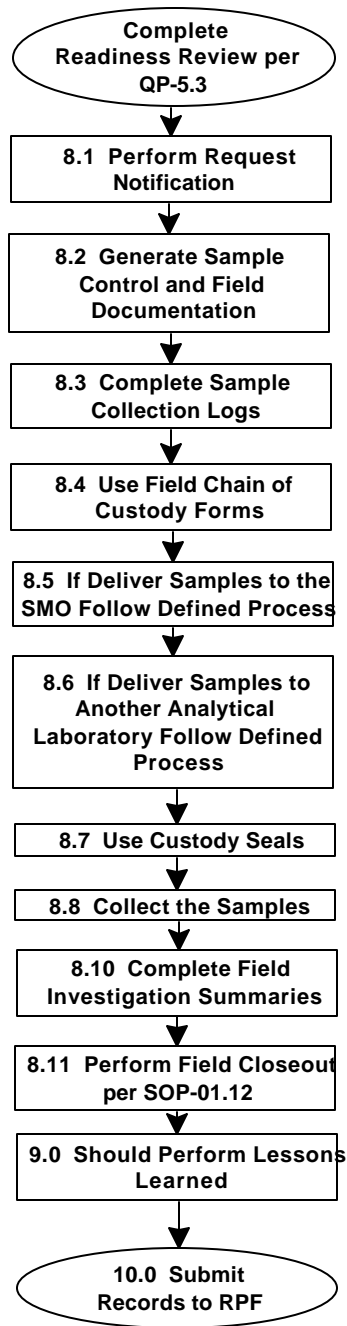 Complete
Readiness Review per
QP-5.3
8.1 Perform Request
Notification
8.2 Generate Sample
Control and Field
Documentation
8.3 Complete Sample
Collection Logs
8.4 Use Field Chain of
Custody Forms
8.5 If Deliver Samples to the
SMO Follow Defined Process
8.6 If Deliver Samples to
Another Analytical
Laboratory Follow Defined
Process
8.7 Use Custody Seals
8.8 Collect the Samples
8.10 Complete Field
Investigation Summaries
8.11 Perform Field Closeout
per SOP-01.12
9.0 Should Perform Lessons
Learned
10.0 Submit
Records to RPF